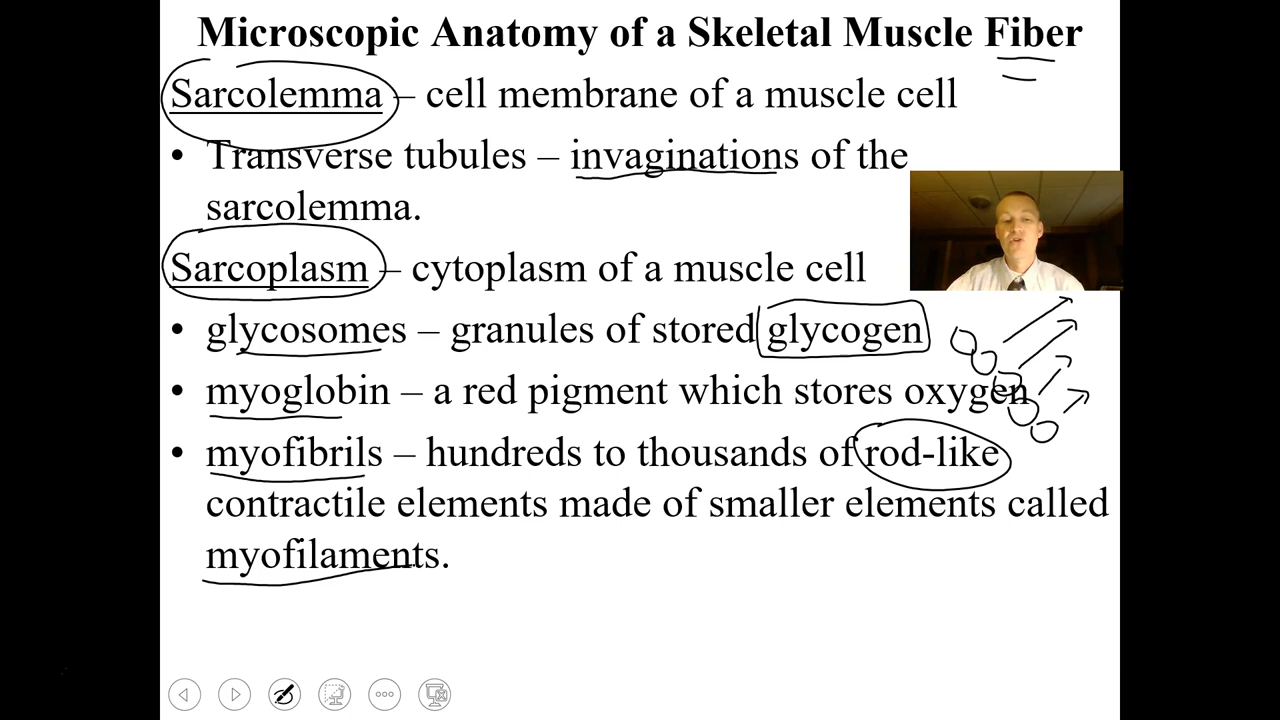 Microscopic Anatomy of a Skeletal Muscle Fiber
Sarcolemma – cell membrane of a muscle cell
• Transverse tubules – invaginations of the
sarcolemma.
Sarcoplasm – cytoplasm of a muscle cell
• glycosomes – granules of stored glycogen
• myoglobin – a red pigment which stores oxygen
• myofibrils – hundreds to thousands of rod-like
contractile elements made of smaller elements called
myofilaments.